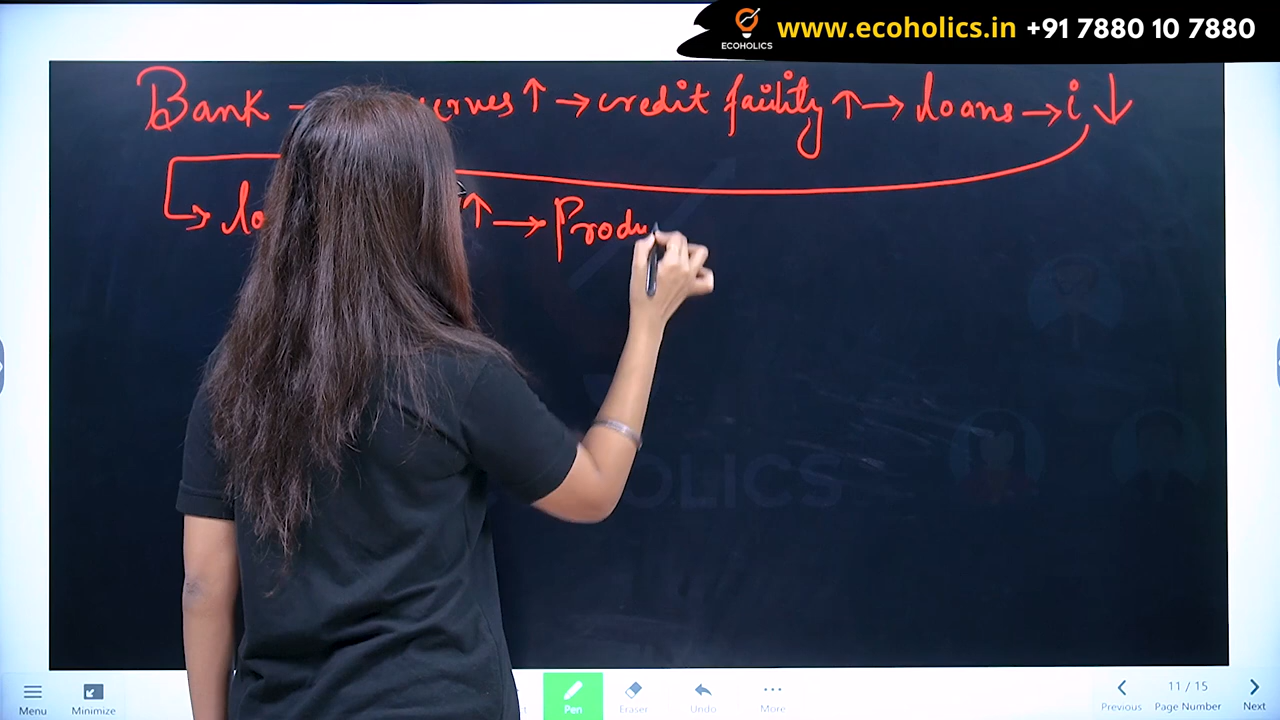 ECOHOLICS
www.ecoholics.in +91 7880 10 7880
Bank → ↑ → credit facility ↑ → loans → i ↓
↑ → Produ
OLICS
Menu
Minimize
Pen
Eraser
Undo
More
Previous
11 / 15
Page Number
Next